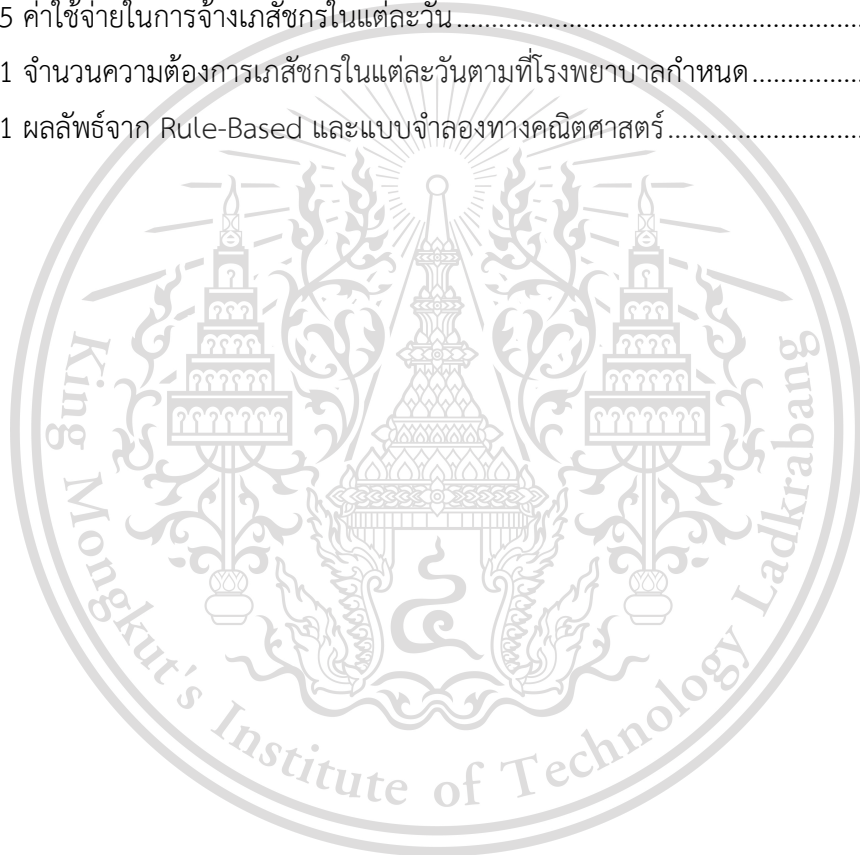 5 ค่าใช้จ่ายในการจ้างเภสัชกรในแต่ละวัน........................................................
1 จำนวนความต้องการเภสัชกรในแต่ละวันตามที่โรงพยาบาลกำหนด................
1 ผลลัพธ์จาก Rule-Based และแบบจำลองทางคณิตศาสตร์............................
King Mongkut's Institute of Technology Ladkrabang